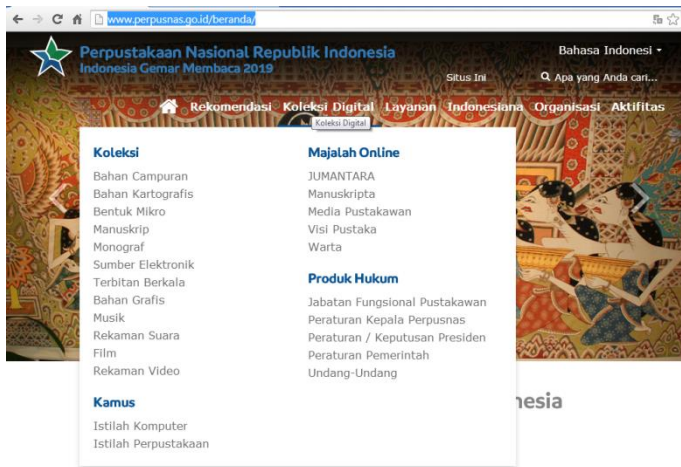 www.perpusnas.go.id/beranda/
Perpustakaan Nasional Republik Indonesia
Indonesia Gemar Membaca 2019
Bahasa Indonesi
Situs Ini
Apa yang Anda cari...
Rekomendasi Koleksi Digital Layanan Indonesiana Organisasi Aktifitas
Koleksi Digital
Koleksi
Bahan Campuran
Bahan Kartografis
Bentuk Mikro
Manuskrip
Monograf
Sumber Elektronik
Terbitan Berkala
Bahan Grafis
Musik
Rekaman Suara
Film
Rekaman Video
Kamus
Istilah Komputer
Istilah Perpustakaan
Majalah Online
JUMANTARA
Manuskripta
Media Pustakawan
Visi Pustaka
Warta
Produk Hukum
Jabatan Fungsional Pustakawan
Peraturan Kepala Perpusnas
Peraturan / Keputusan Presiden
Peraturan Pemerintah
Undang-Undang
nesia